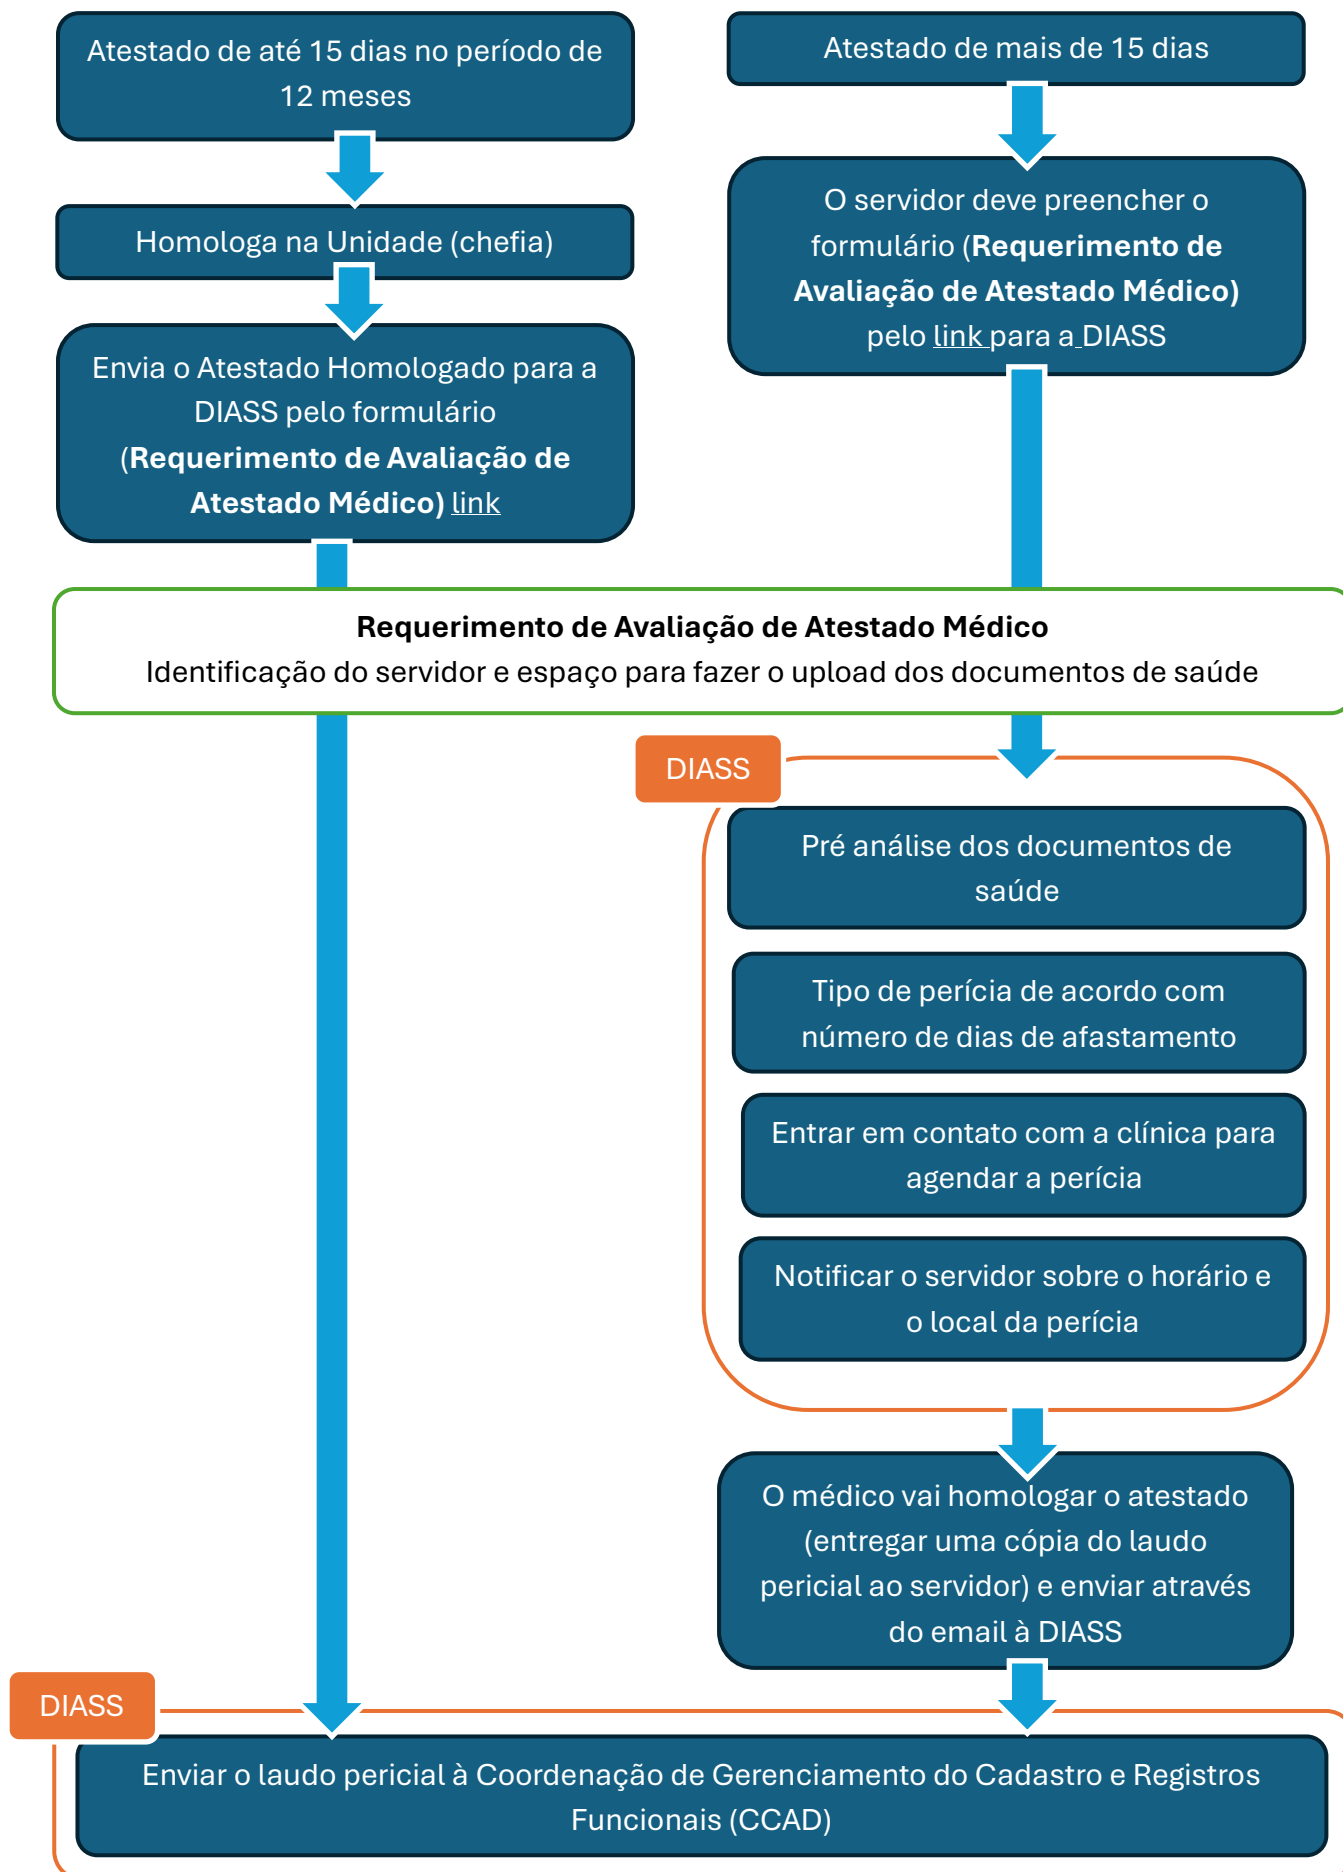 Atestado de até 15 dias no período de
12 meses
Homologa na Unidade (chefia)
Envia o Atestado Homologado para a
DIASS pelo formulário
(Requerimento de Avaliação de
Atestado Médico) link
Atestado de mais de 15 dias
O servidor deve preencher o
formulário (Requerimento de
Avaliação de Atestado Médico)
pelo link para a DIASS
Requerimento de Avaliação de Atestado Médico
Identificação do servidor e espaço para fazer o upload dos documentos de saúde
DIASS
Pré análise dos documentos de
saúde
Tipo de perícia de acordo com
número de dias de afastamento
Entrar em contato com a clínica para
agendar a perícia
Notificar o servidor sobre o horário e
o local da perícia
O médico vai homologar o atestado
(entregar uma cópia do laudo
pericial ao servidor) e enviar através
do email à DIASS
DIASS
Enviar o laudo pericial à Coordenação de Gerenciamento do Cadastro e Registros
Funcionais (CCAD)